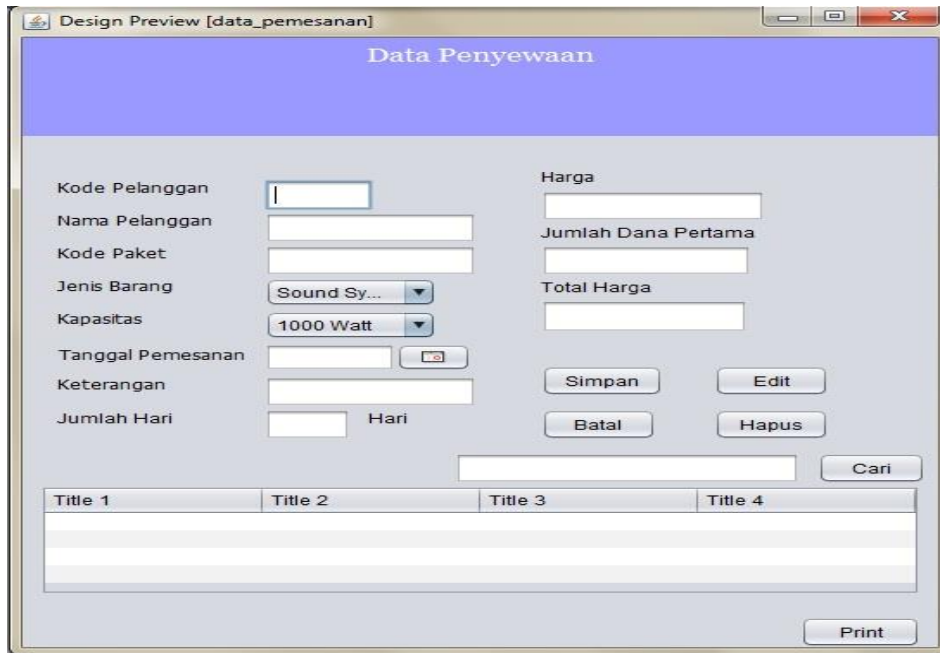 Design Preview [data_pemesanan]
Data Penyewaan
Kode Pelanggan
Nama Pelanggan
Kode Paket
Jenis Barang
Sound Sy...
Kapasitas
1000 Watt
Tanggal Pemesanan
Keterangan
Jumlah Hari
Hari
Harga
Jumlah Dana Pertama
Total Harga
Simpan Edit
Batal Hapus
Cari
Title 1 Title 2 Title 3 Title 4
Print